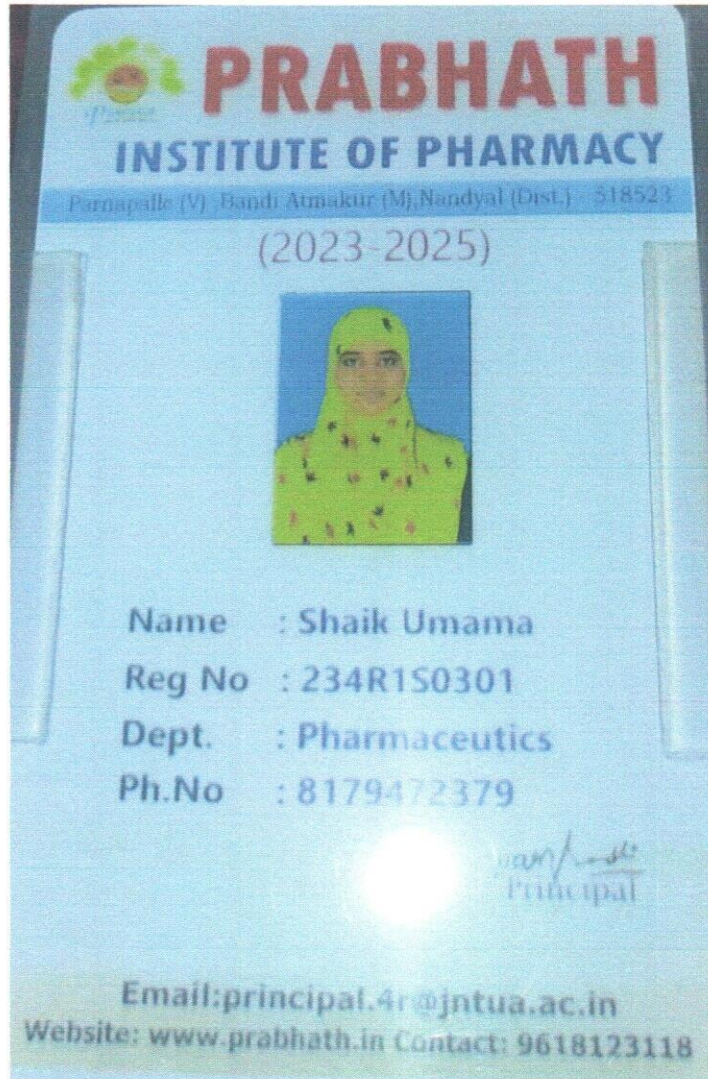 PRABHATH
INSTITUTE OF PHARMACY
Parnapalle (V) ,Bandi Atmakur (M),Nandyal (Dist.) - 518523
(2023-2025)
Name : Shaik Umama
Reg No : 234R1S0301
Dept. : Pharmaceutics
Ph.No : 8179472379
Principal
Email:principal.4r@jntua.ac.in
Website: www.prabhath.in Contact: 9618123118